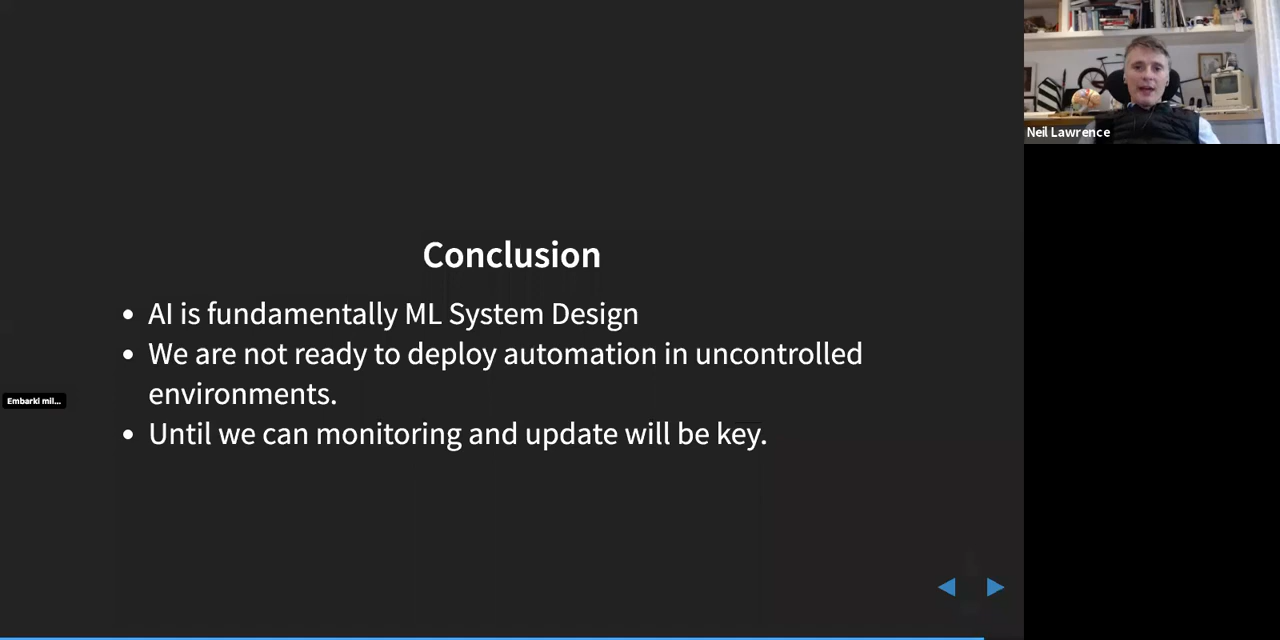 Neil Lawrence
Conclusion
• AI is fundamentally ML System Design
• We are not ready to deploy automation in uncontrolled
environments.
• Until we can monitoring and update will be key.
Embarki mil...